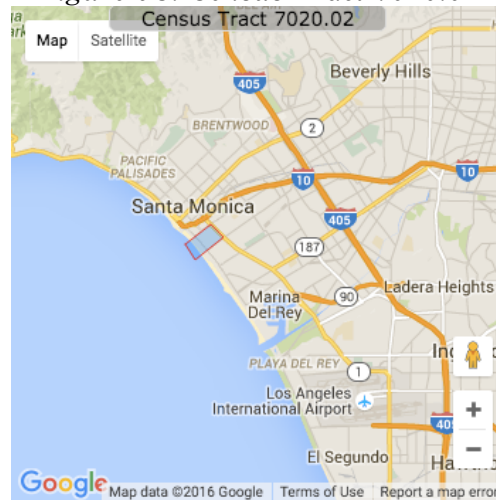 Census Tract 7020.02
Map Satellite
405
Beverly Hills
BRENTWOOD
2
PACIFIC
PALISADES
10
10
Santa Monica
405
187
Marina
Del Rey
90
Ladera Heights
PLAYA DEL REY
1
Los Angeles
International Airport
El Segundo
Google
Map data ©2016 Google Terms of Use Report a map error